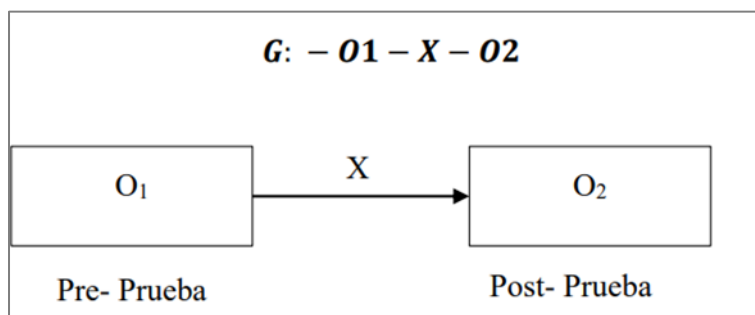 G: – O1 – X – O2
X
O₁
O₂
Pre- Prueba
Post- Prueba